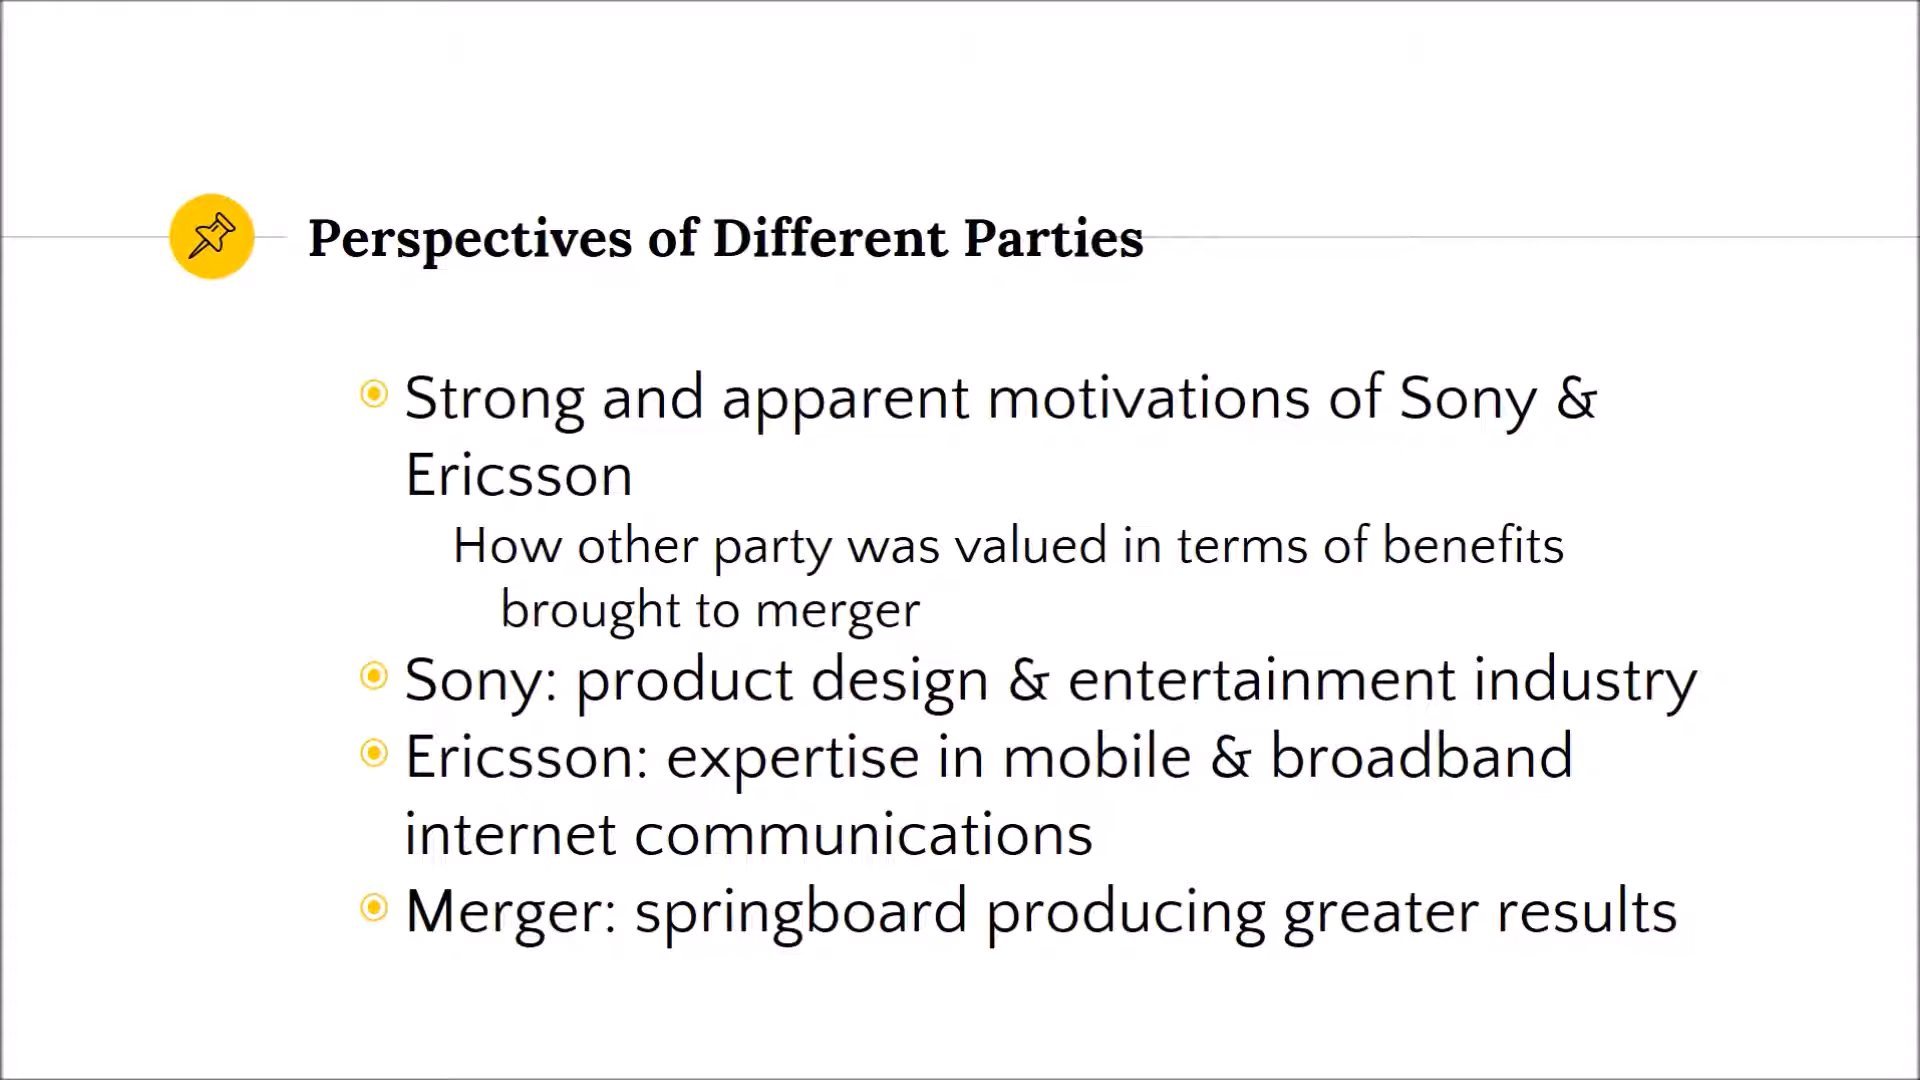 Perspectives of Different Parties
Strong and apparent motivations of Sony &
Ericsson
How other party was valued in terms of benefits
brought to merger
Sony: product design & entertainment industry
Ericsson: expertise in mobile & broadband
internet communications
Merger: springboard producing greater results